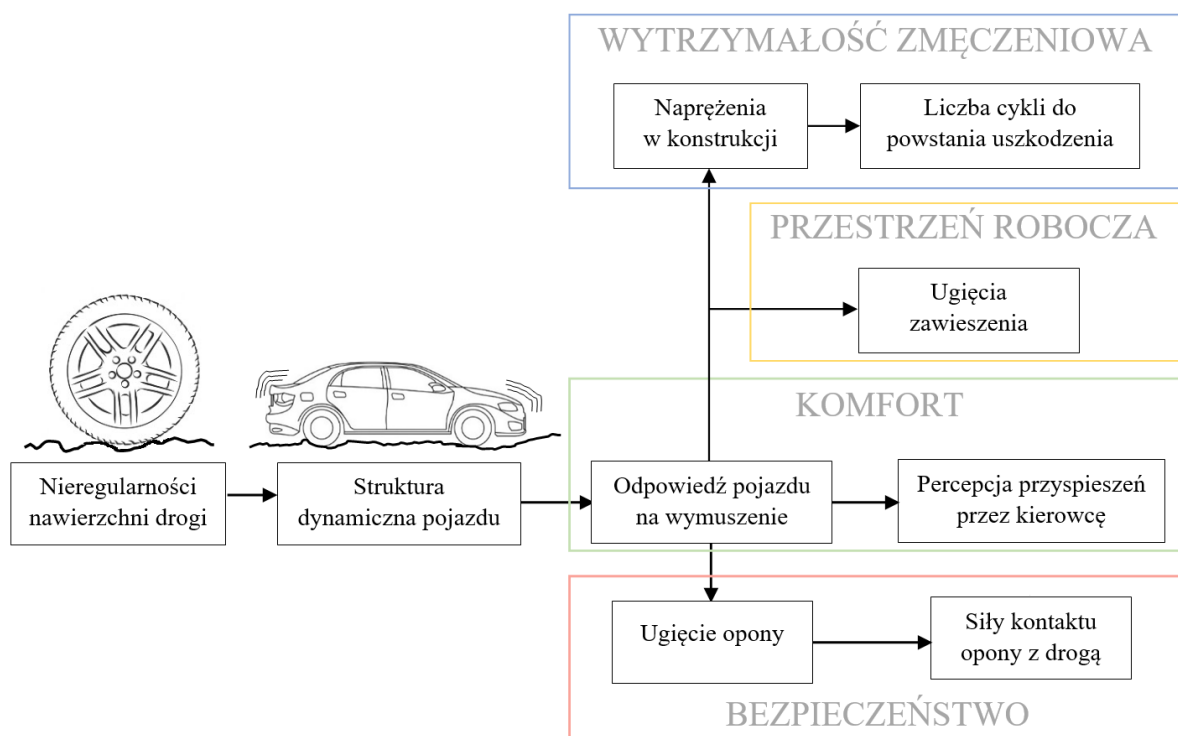 WYTRZYMAŁOŚĆ ZMĘCZENIOWA
Naprężenia
w konstrukcji
Liczba cykli do
powstania uszkodzenia
PRZESTRZEŃ ROBOCZA
Ugięcia
zawieszenia
KOMFORT
Nieregularności
nawierzchni drogi
Struktura
dynamiczna pojazdu
Odpowiedź pojazdu
na wymuszenie
Percepcja przyspieszeń
przez kierowcę
Ugięcie opony
Siły kontaktu
opony z drogą
BEZPIECZEŃSTWO